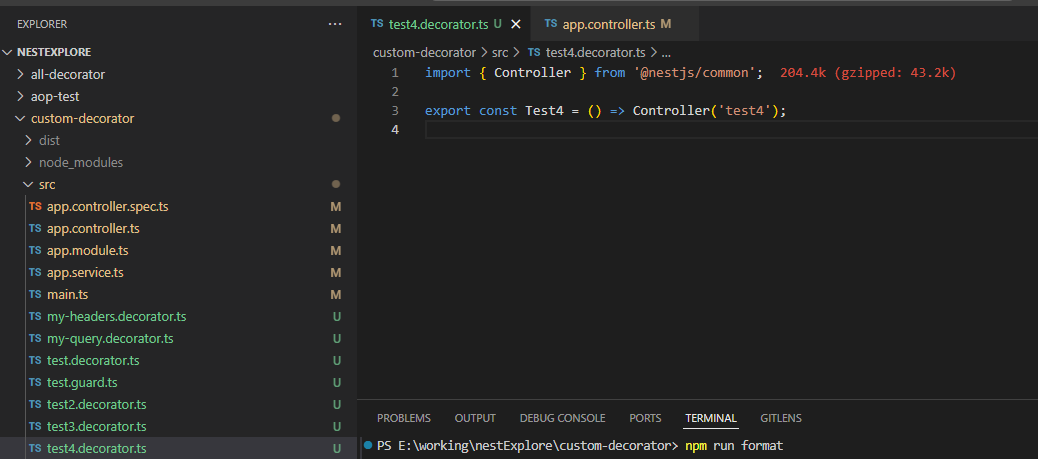 EXPLORER ...
NESTEXPLORE
all-decorator
aop-test
custom-decorator
dist
node_modules
src
TS app.controller.spec.ts M
TS app.controller.ts M
TS app.module.ts M
TS app.service.ts M
TS main.ts M
TS my-headers.decorator.ts U
TS my-query.decorator.ts U
TS test.decorator.ts U
TS test.guard.ts U
TS test2.decorator.ts U
TS test3.decorator.ts U
TS test4.decorator.ts U
TS test4.decorator.ts U TS app.controller.ts M
custom-decorator > src > TS test4.decorator.ts > ...
1 import { Controller } from '@nestjs/common'; 204.4k (gzipped: 43.2k)
2
3 export const Test4 = () => Controller('test4');
4
PROBLEMS OUTPUT DEBUG CONSOLE PORTS TERMINAL GITLENS
PS E:\working\nestExplore\custom-decorator> npm run format